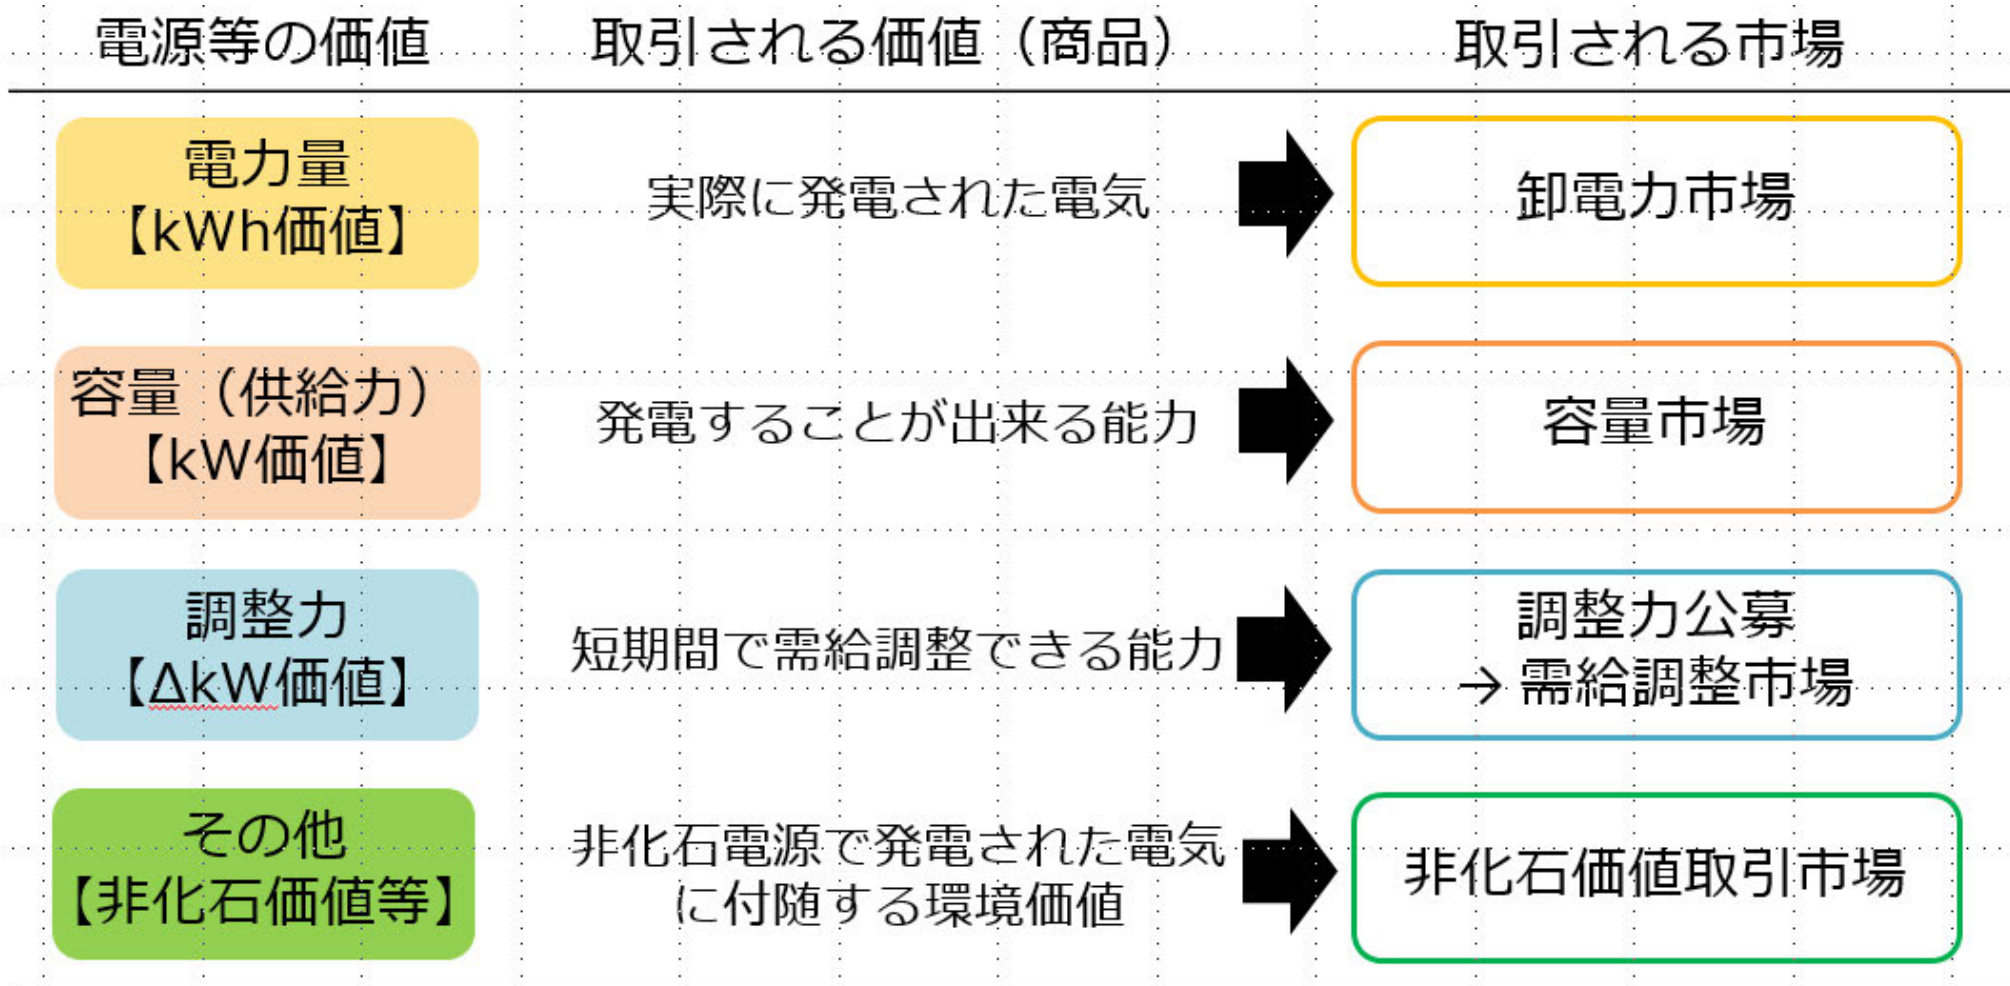 電源等の価値
取引される価値（商品）
取引される市場
電力量
【kWh価値】
実際に発電された電気
卸電力市場
容量（供給力）
【kW価値】
発電することが出来る能力
容量市場
調整力
【ΔkW価値】
短期間で需給調整できる能力
調整力公募
→ 需給調整市場
その他
【非化石価値等】
非化石電源で発電された電気
に付随する環境価値
非化石価値取引市場